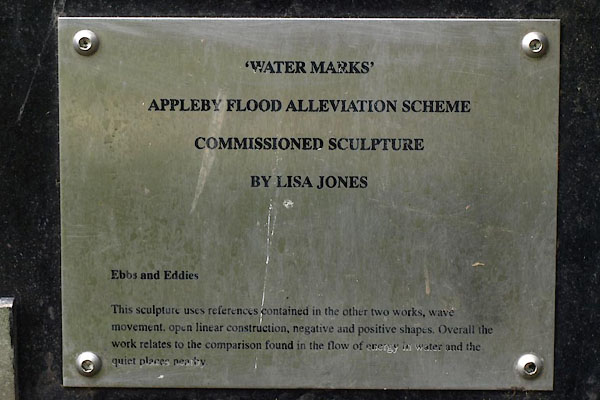 ‘WATER MARKS’
APPLEBY FLOOD ALLEVIATION SCHEME
COMMISSIONED SCULPTURE
BY LISA JONES
Ebbs and Eddies
This sculpture uses references contained in the other two works, wave
movement, open linear construction, negative and positive shapes. Overall the
work relates to the comparison found in the flow of energy in water and the
quiet places nearby